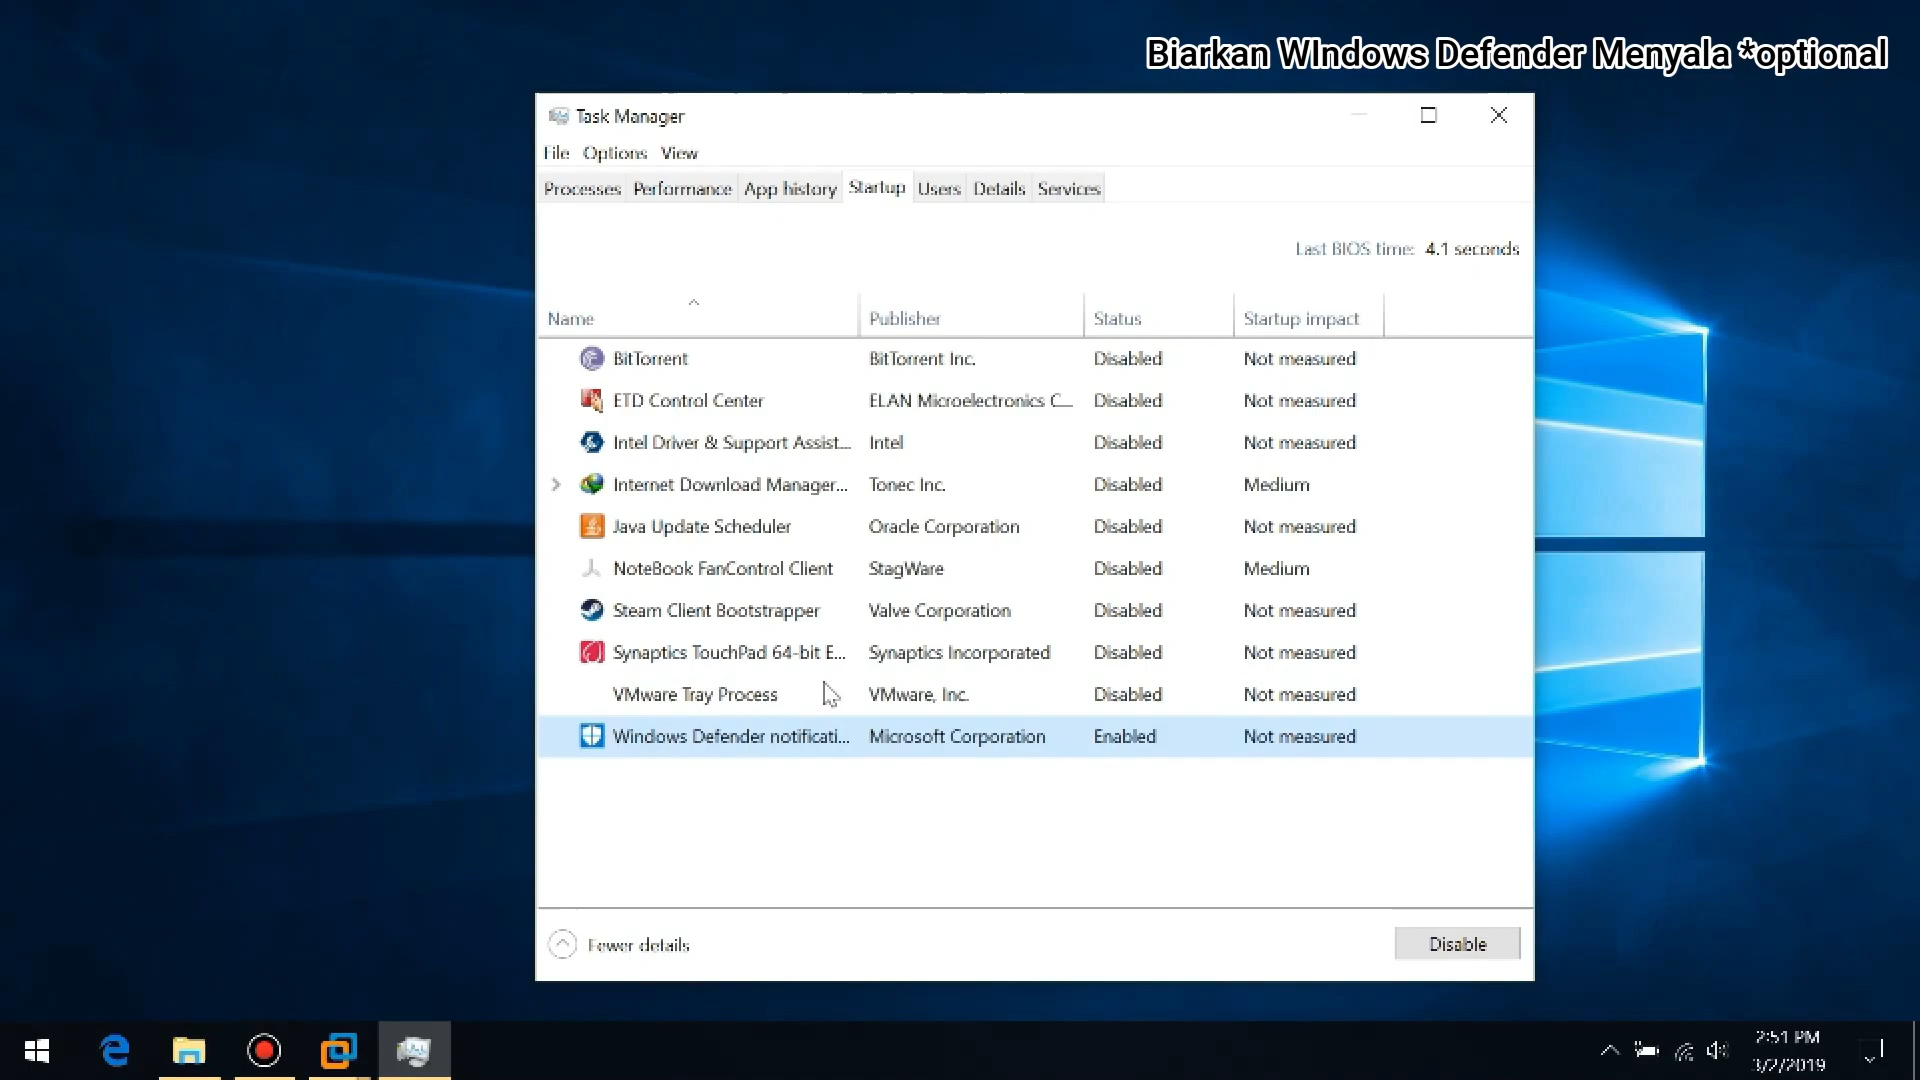 Biarkan WIndows Defender Menyala *optional
Task Manager
File Options View
Processes Performance App history Startup Users Details Services
Last BIOS time: 4.1 seconds
Name Publisher Status Startup impact
BitTorrent BitTorrent Inc. Disabled Not measured
ETD Control Center ELAN Microelectronics C... Disabled Not measured
Intel Driver & Support Assist... Intel Disabled Not measured
Internet Download Manager... Tonec Inc. Disabled Medium
Java Update Scheduler Oracle Corporation Disabled Not measured
NoteBook FanControl Client StagWare Disabled Medium
Steam Client Bootstrapper Valve Corporation Disabled Not measured
Synaptics TouchPad 64-bit E... Synaptics Incorporated Disabled Not measured
VMware Tray Process VMware, Inc. Disabled Not measured
Windows Defender notificati... Microsoft Corporation Enabled Not measured
Fewer details Disable
2:51 PM
3/2/2019